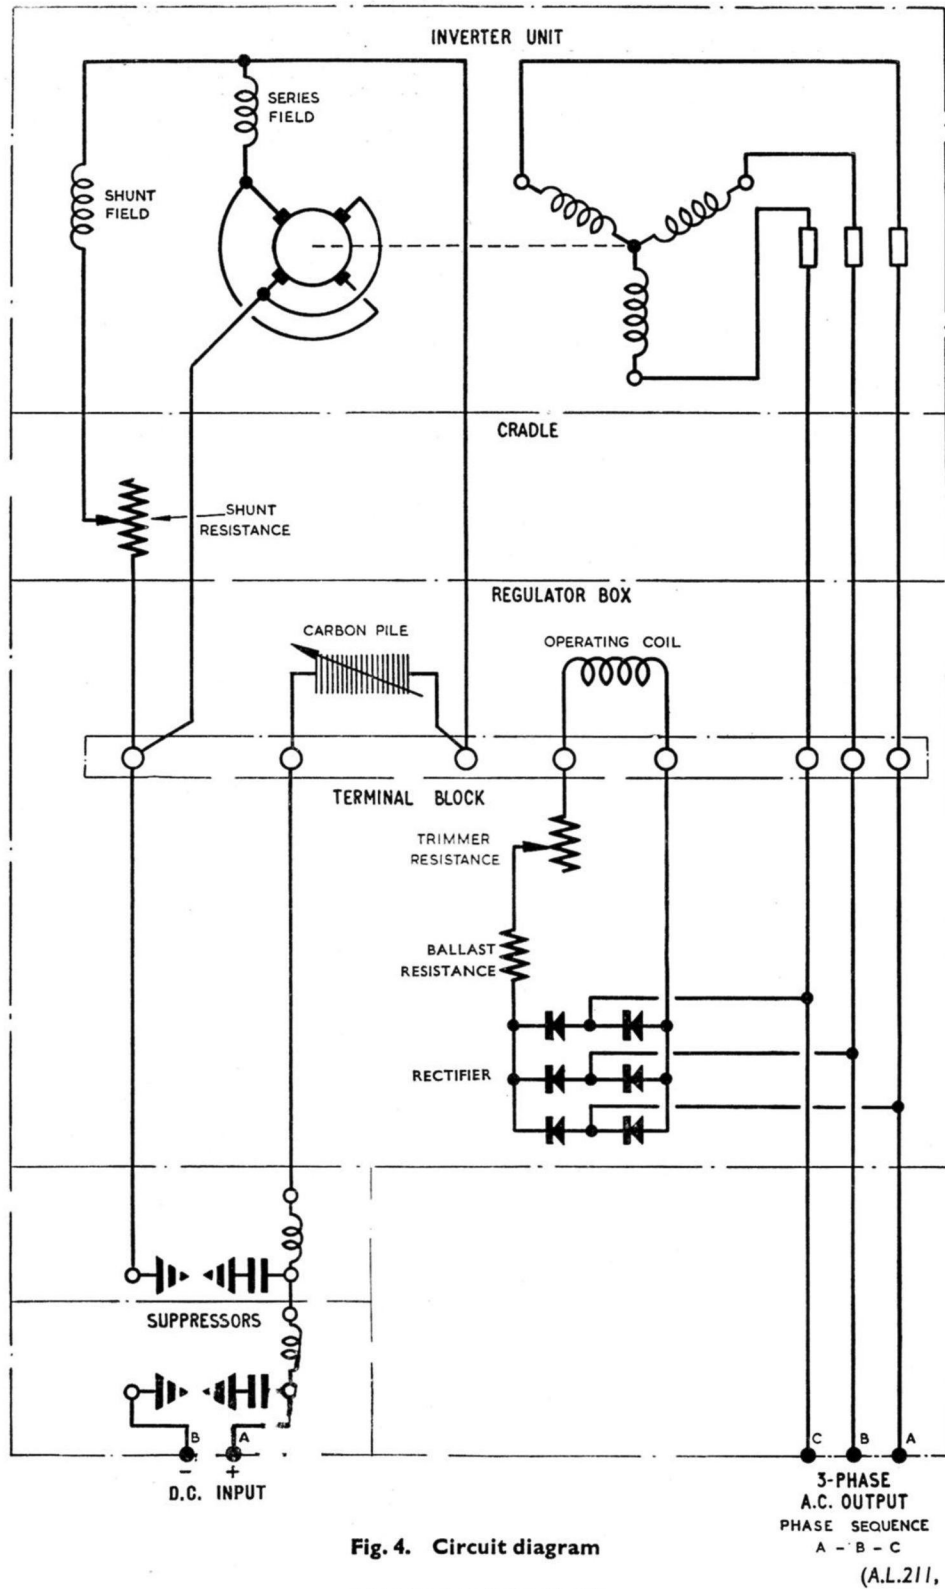 INVERTER UNIT
SERIES
FIELD
SHUNT
FIELD
CRADLE
SHUNT
RESISTANCE
REGULATOR BOX
CARBON PILE
OPERATING COIL
TERMINAL BLOCK
TRIMMER
RESISTANCE
BALLAST
RESISTANCE
RECTIFIER
SUPPRESSORS
B A
- +
D.C. INPUT
C B A
3-PHASE
A.C. OUTPUT
PHASE SEQUENCE
A - B - C
Fig. 4. Circuit diagram
(A.L.211,